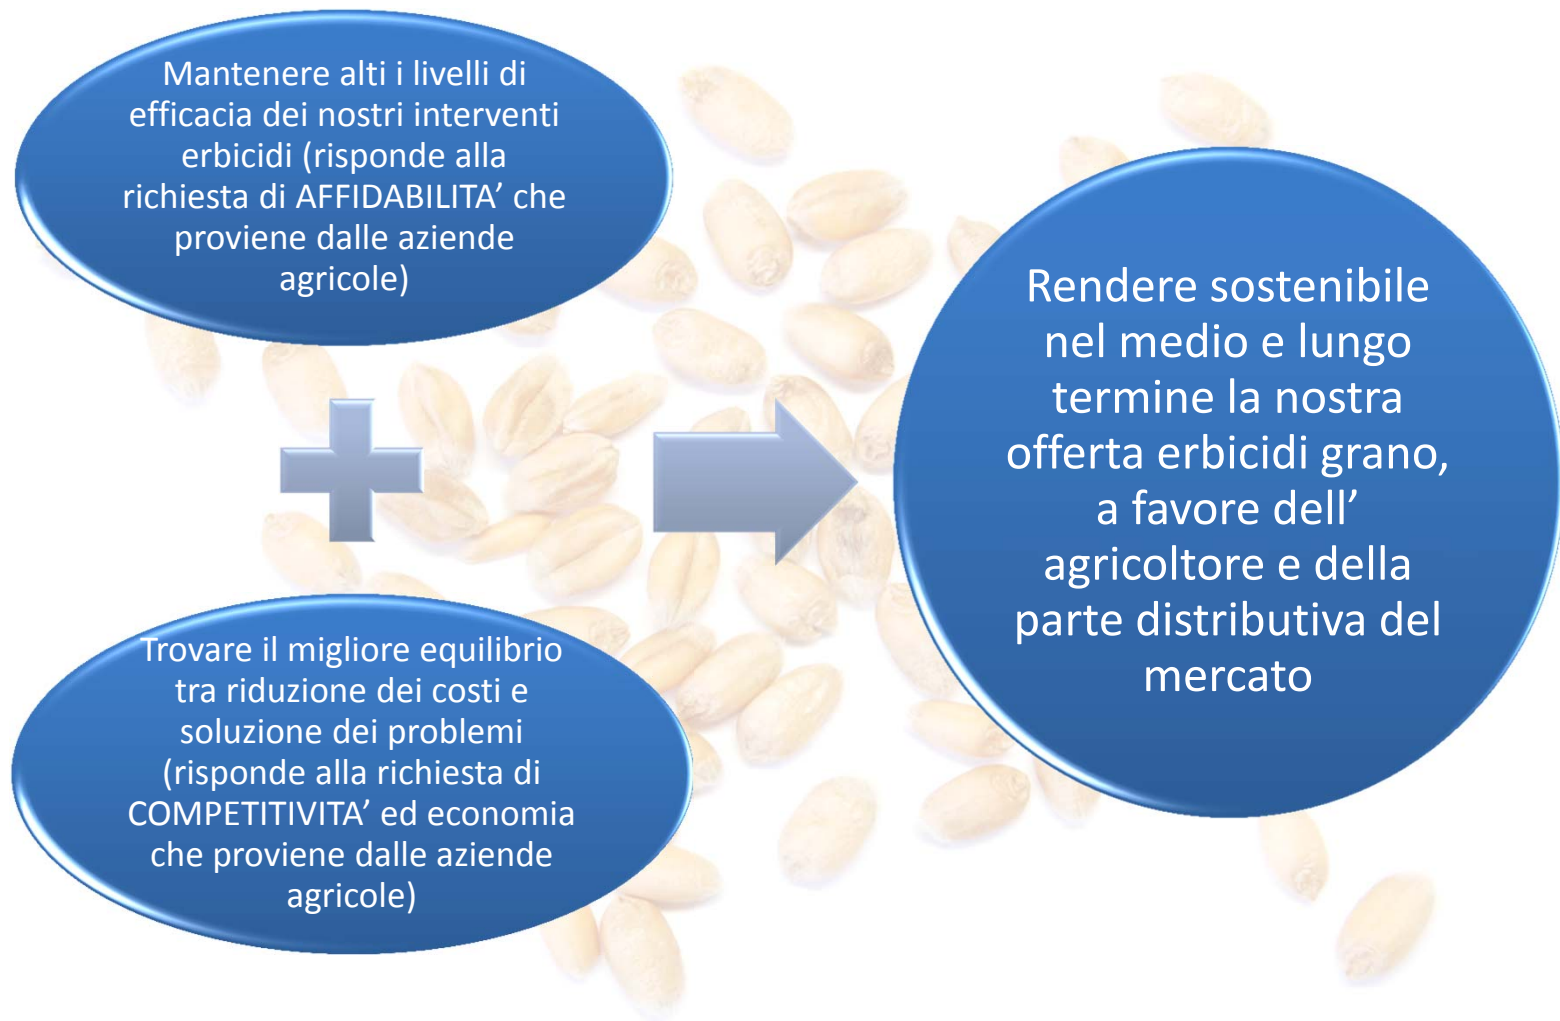 Mantenere alti i livelli di
efficacia dei nostri interventi
erbicidi (risponde alla
richiesta di AFFIDABILITA’ che
proviene dalle aziende
agricole)
Trovare il migliore equilibrio
tra riduzione dei costi e
soluzione dei problemi
(risponde alla richiesta di
COMPETITIVITA’ ed economia
che proviene dalle aziende
agricole)
Rendere sostenibile
nel medio e lungo
termine la nostra
offerta erbicidi grano,
a favore dell’
agricoltore e della
parte distributiva del
mercato